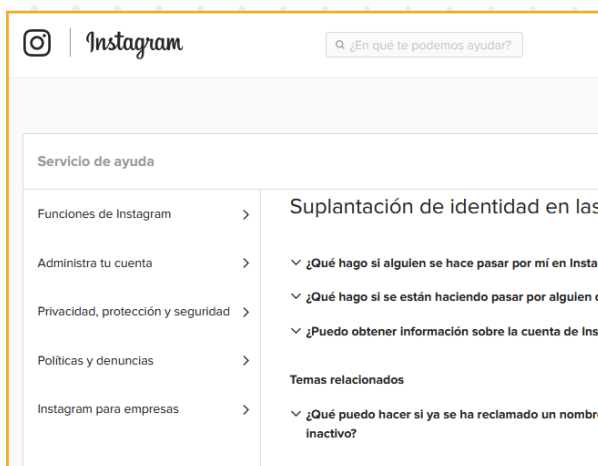 Instagram
¿En qué te podemos ayudar?
Servicio de ayuda
Funciones de Instagram
Administra tu cuenta
Privacidad, protección y seguridad
Políticas y denuncias
Instagram para empresas
Suplantación de identidad en las
¿Qué hago si alguien se hace pasar por mí en Insta
¿Qué hago si se están haciendo pasar por alguien
¿Puedo obtener información sobre la cuenta de Ins
Temas relacionados
¿Qué puedo hacer si ya se ha reclamado un nombre
inactivo?